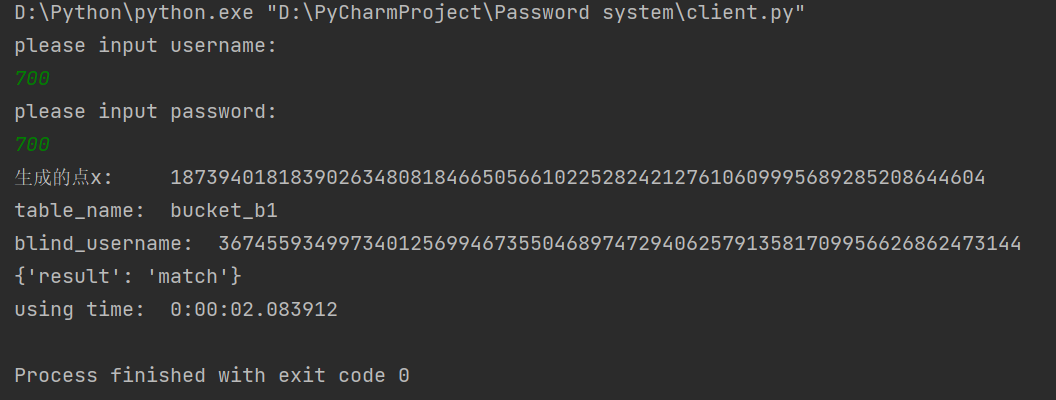 D:\Python\python.exe "D:\PyCharmProject\Password system\client.py"
please input username:
700
please input password:
700
生成的点x: 18739401818390263480818466505661022528242127610609995689285208644604
table_name: bucket_b1
blind_username: 3674559349973401256994673550468974729406257913581709956626862473144
{'result': 'match'}
using time: 0:00:02.083912
Process finished with exit code 0